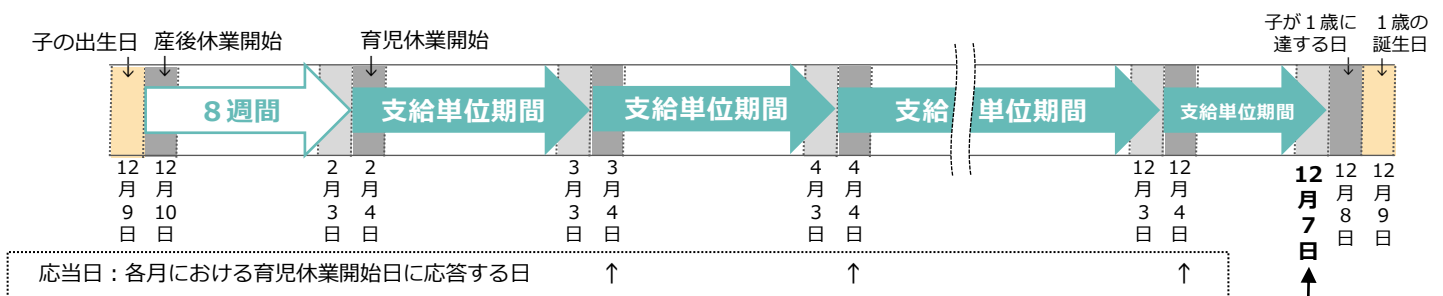 子の出生日 産後休業開始 育児休業開始 子が1歳に達する日 1歳の誕生日
↓ ↓ ↓ ↓ ↓
8週間 支給単位期間 支給単位期間 支給 単位期間 支給単位期間
12月9日 12月10日 2月3日 2月4日 3月3日 3月4日 4月3日 4月4日 12月3日 12月4日 12月7日 12月8日 12月9日
応当日：各月における育児休業開始日に応答する日 ↑ ↑ ↑ ↑